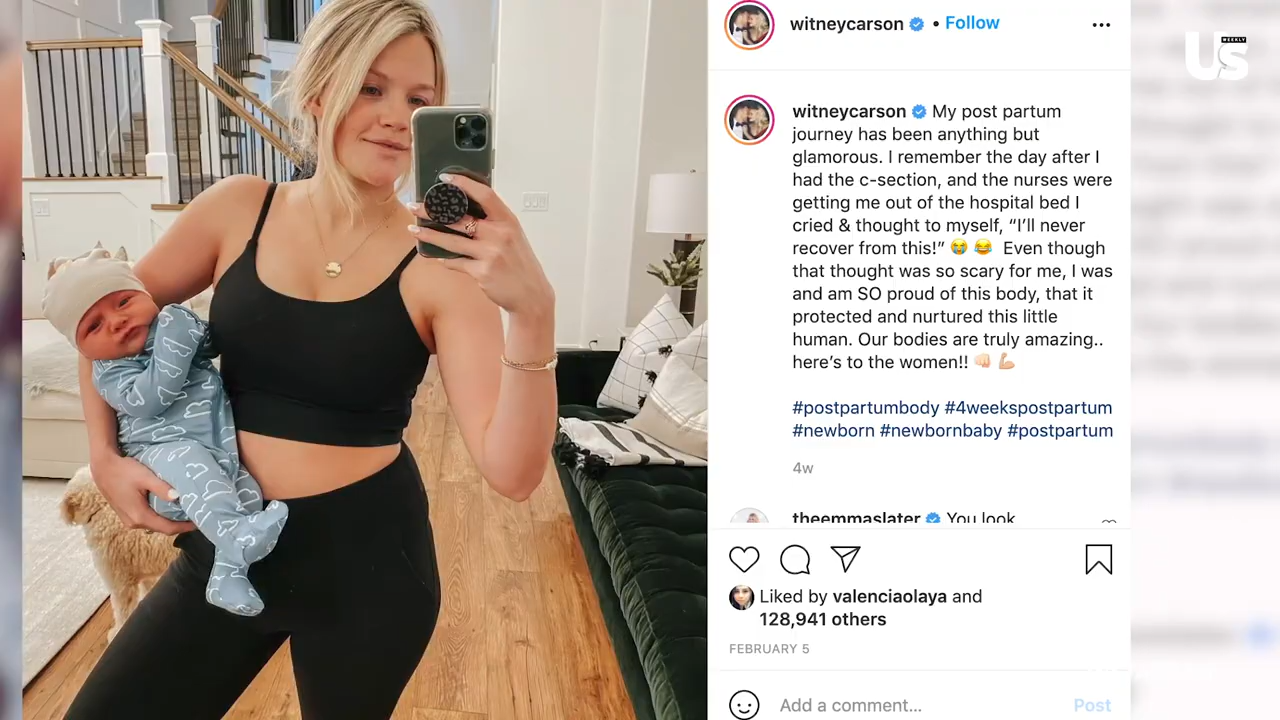 witneycarson • Follow
US
WEEKLY
witneycarson My post partum
journey has been anything but
glamorous. I remember the day after I
had the c-section, and the nurses were
getting me out of the hospital bed I
cried & thought to myself, “I’ll never
recover from this!” 😭 😂 Even though
that thought was so scary for me, I was
and am SO proud of this body, that it
protected and nurtured this little
human. Our bodies are truly amazing..
here’s to the women!! 👊🏻 💪🏼
#postpartumbody #4weekspostpartum
#newborn #newbornbaby #postpartum
4w
theemmaslater You look
Liked by valenciaolaya and
128,941 others
FEBRUARY 5
Add a comment... Post